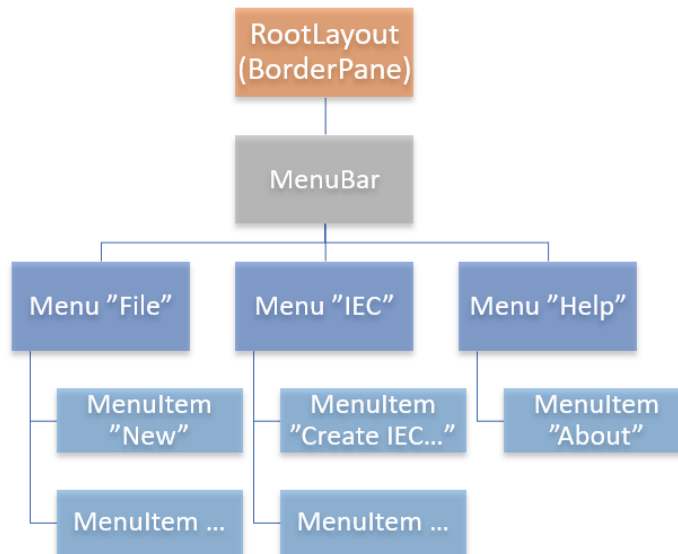 RootLayout
(BorderPane)
MenuBar
Menu ”File”
Menu ”IEC”
Menu ”Help”
MenuItem
”New”
MenuItem
”Create IEC...”
MenuItem
”About”
MenuItem ...
MenuItem ...